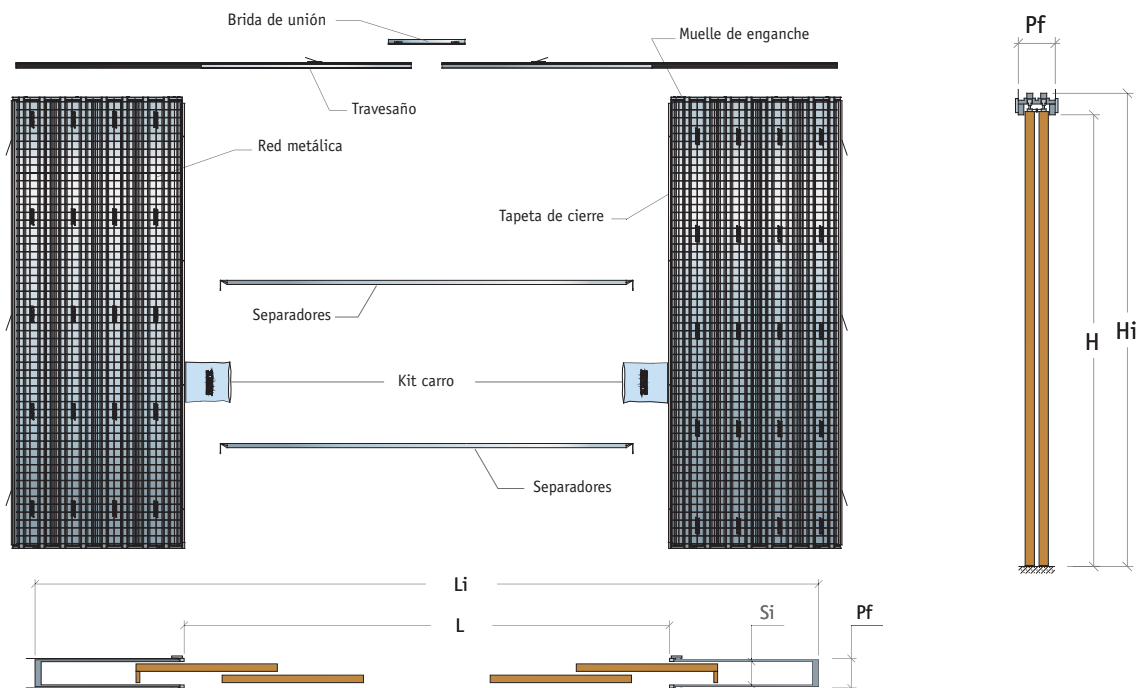 Brida de unión
Muelle de enganche
Pf
Travesaño
Red metálica
Tapeta de cierre
Separadores
H
Hi
Kit carro
Separadores
Li
L
Si
Pf